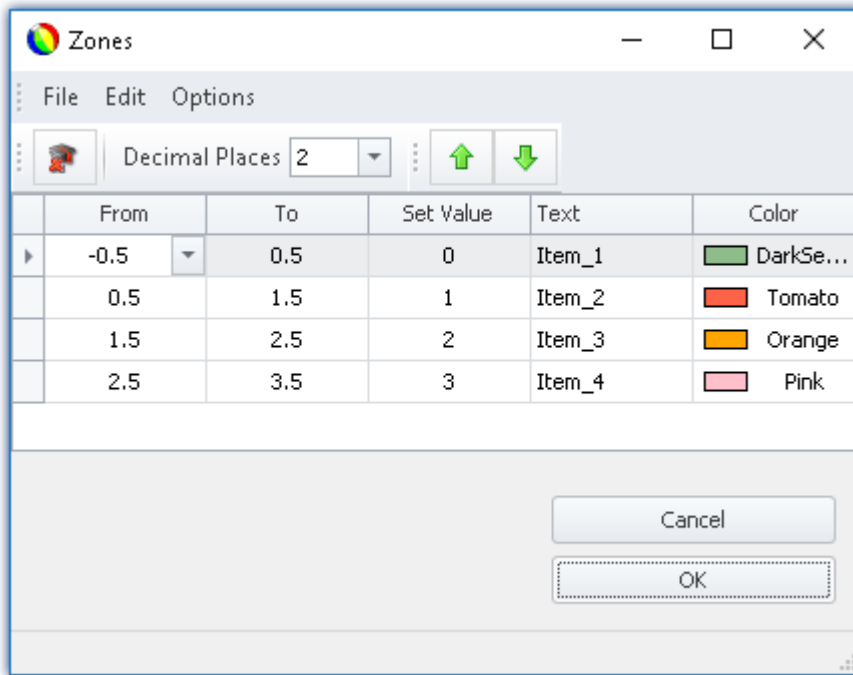 Zones
File Edit Options
Decimal Places 2
From To Set Value Text Color
-0.5 0.5 0 Item_1 DarkSe...
0.5 1.5 1 Item_2 Tomato
1.5 2.5 2 Item_3 Orange
2.5 3.5 3 Item_4 Pink
Cancel
OK